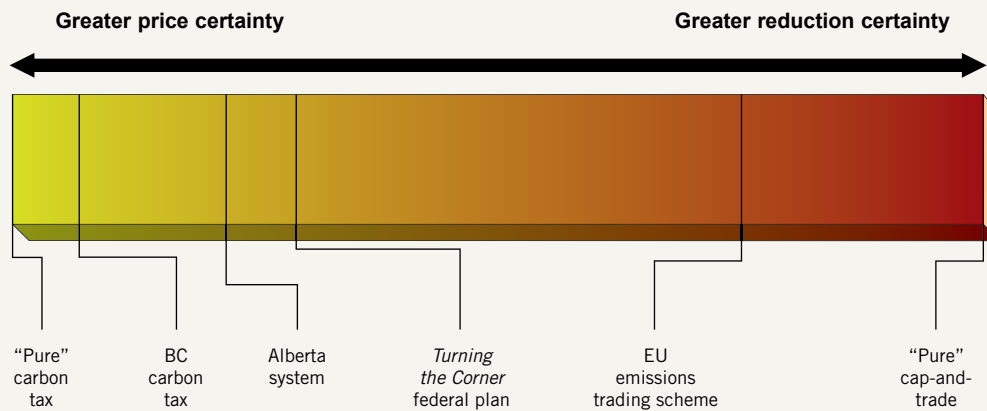 Greater price certainty
Greater reduction certainty
“Pure”
carbon
tax
BC
carbon
tax
Alberta
system
Turning
the Corner
federal plan
EU
emissions
trading scheme
“Pure”
cap-and-
trade